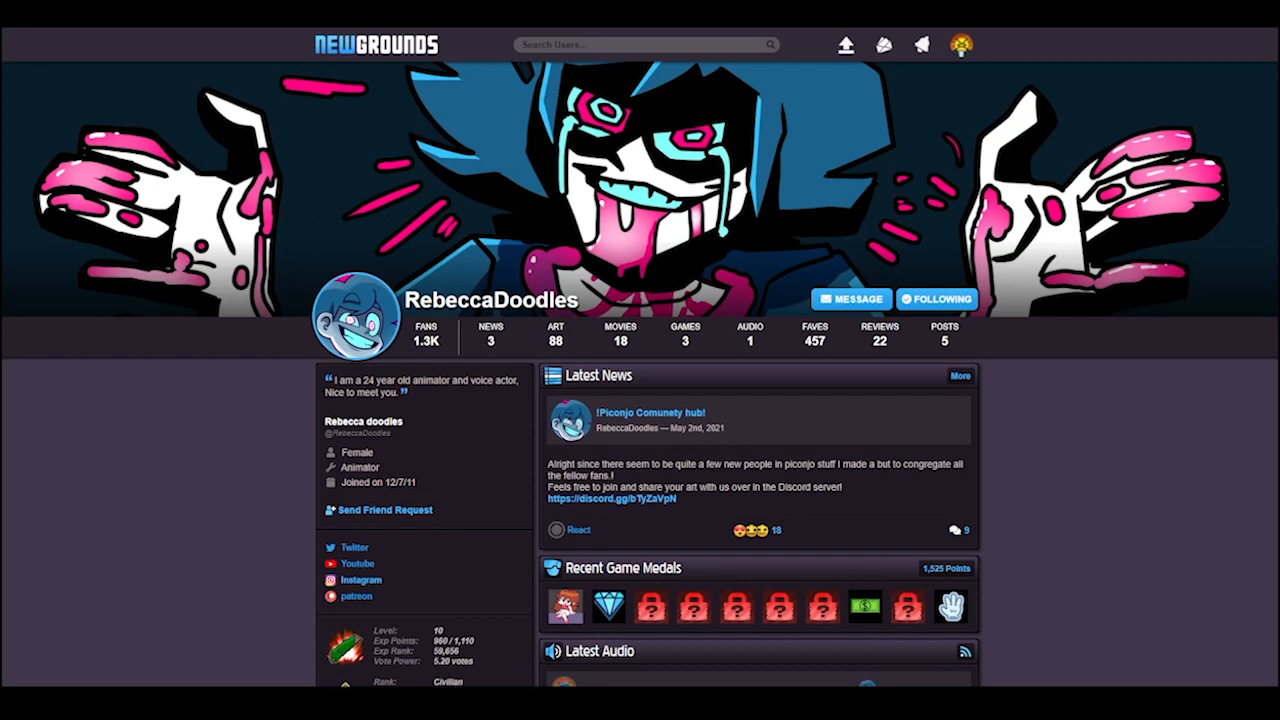 NEWGROUNDS
Search Users...
RebeccaDoodles
MESSAGE
FOLLOWING
FANS NEWS ART MOVIES GAMES AUDIO FAVES REVIEWS POSTS
1.3K 3 88 18 3 1 457 22 5
“ I am a 24 year old animator and voice actor,
Nice to meet you. ”
Rebecca doodles
@RebeccaDoodles
Female
Animator
Joined on 12/7/11
Send Friend Request
Twitter
Youtube
Instagram
patreon
Level: 10
Exp Points: 960 / 1,110
Exp Rank: 59,656
Vote Power: 5.20 votes
Rank: Civilian
Latest News
More
!Piconjo Comunety hub!
RebeccaDoodles — May 2nd, 2021
Alright since there seem to be quite a few new people in piconjo stuff I made a but to congregate all
the fellow fans.!
Feels free to join and share your art with us over in the Discord server!
https://discord.gg/bTyZaVpN
React
18
9
Recent Game Medals
1,525 Points
Latest Audio